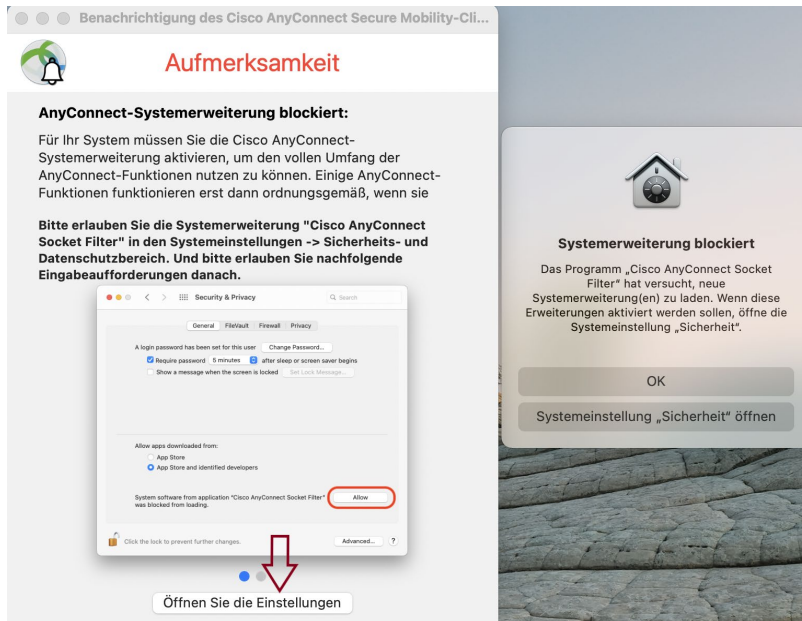 Benachrichtigung des Cisco AnyConnect Secure Mobility-Cli...
Aufmerksamkeit
AnyConnect-Systemerweiterung blockiert:
Für Ihr System müssen Sie die Cisco AnyConnect-
Systemerweiterung aktivieren, um den vollen Umfang der
AnyConnect-Funktionen nutzen zu können. Einige AnyConnect-
Funktionen funktionieren erst dann ordnungsgemäß, wenn sie
Bitte erlauben Sie die Systemerweiterung "Cisco AnyConnect
Socket Filter" in den Systemeinstellungen -> Sicherheits- und
Datenschutzbereich. Und bitte erlauben Sie nachfolgende
Eingabeaufforderungen danach.
Security & Privacy
Search
General FileVault Firewall Privacy
A login password has been set for this user Change Password...
Require password 5 minutes after sleep or screen saver begins
Show a message when the screen is locked Set Lock Message...
Allow apps downloaded from:
App Store
App Store and identified developers
System software from application "Cisco AnyConnect Socket Filter" Allow
was blocked from loading.
Click the lock to prevent further changes. Advanced... ?
Öffnen Sie die Einstellungen
Systemerweiterung blockiert
Das Programm „Cisco AnyConnect Socket
Filter“ hat versucht, neue
Systemerweiterung(en) zu laden. Wenn diese
Erweiterungen aktiviert werden sollen, öffne die
Systemeinstellung „Sicherheit“.
OK
Systemeinstellung „Sicherheit“ öffnen